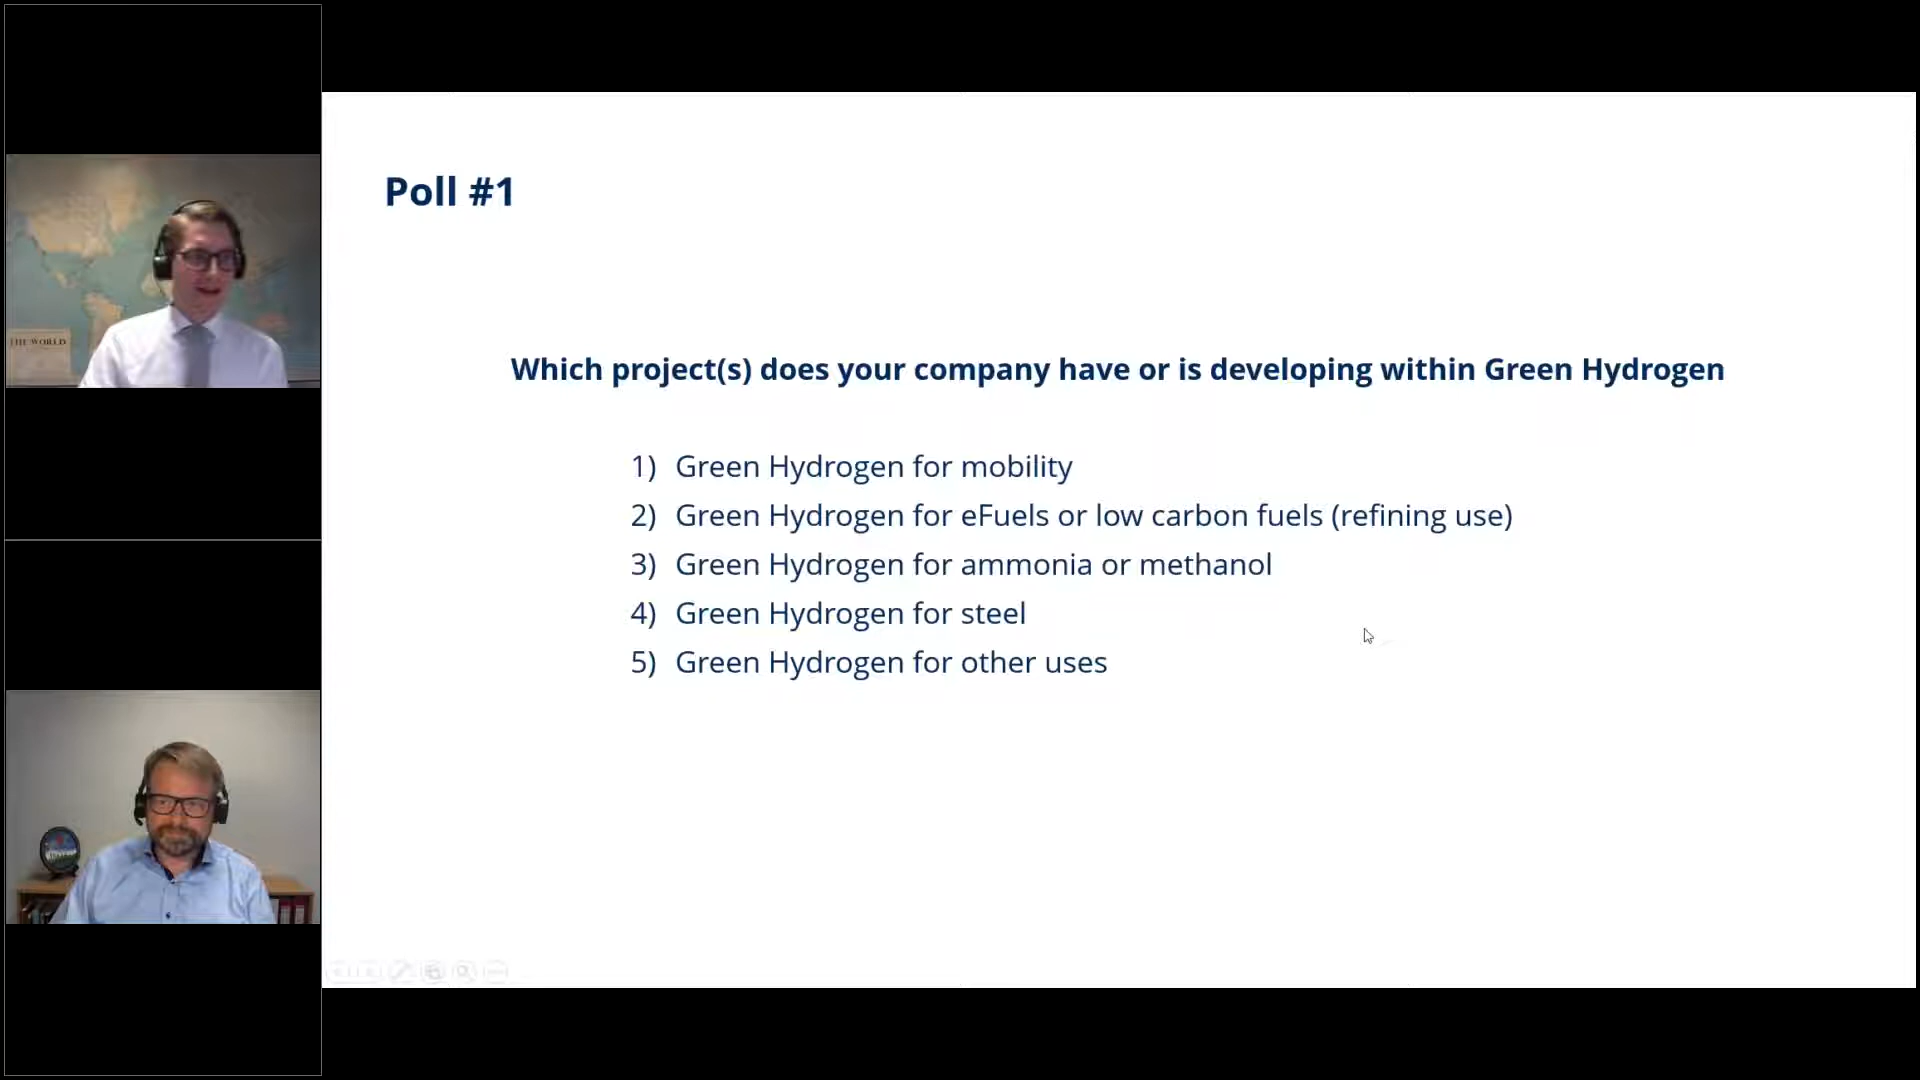 Poll #1
Which project(s) does your company have or is developing within Green Hydrogen
1) Green Hydrogen for mobility
2) Green Hydrogen for eFuels or low carbon fuels (refining use)
3) Green Hydrogen for ammonia or methanol
4) Green Hydrogen for steel
5) Green Hydrogen for other uses
THE WORLD